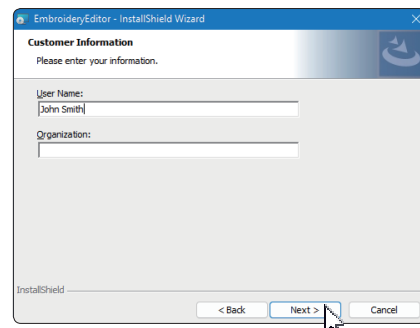 EmbroideryEditor - InstallShield Wizard
Customer Information
Please enter your information.
User Name:
John Smith
Organization:
InstallShield
< Back Next > Cancel